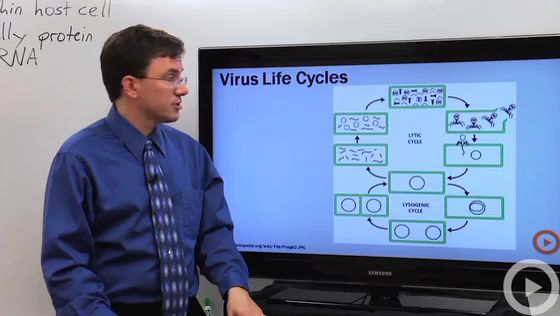 hin host cell
lly protein
RNA
Virus Life Cycles
LYTIC
CYCLE
LYSOGENIC
CYCLE
SAMSUNG